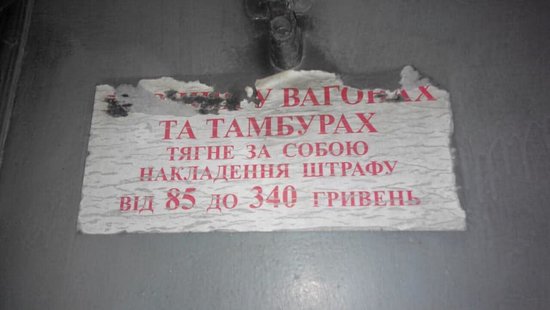 У ВАГОНАХ
ТА ТАМБУРАХ
ТЯГНЕ ЗА СОБОЮ
НАКЛАДЕННЯ ШТРАФУ
ВІД 85 ДО 340 ГРИВЕНЬ